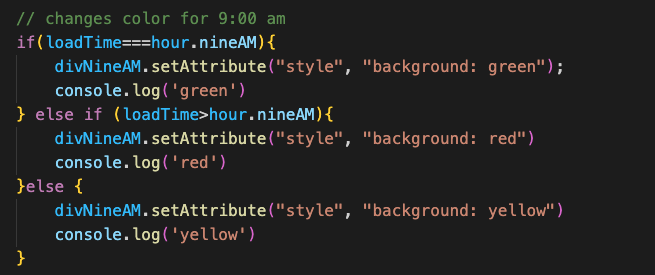 // changes color for 9:00 am
if(loadTime===hour.nineAM){
    divNineAM.setAttribute("style", "background: green");
    console.log('green')
} else if (loadTime>hour.nineAM){
    divNineAM.setAttribute("style", "background: red")
    console.log('red')
}else {
    divNineAM.setAttribute("style", "background: yellow")
    console.log('yellow')
}